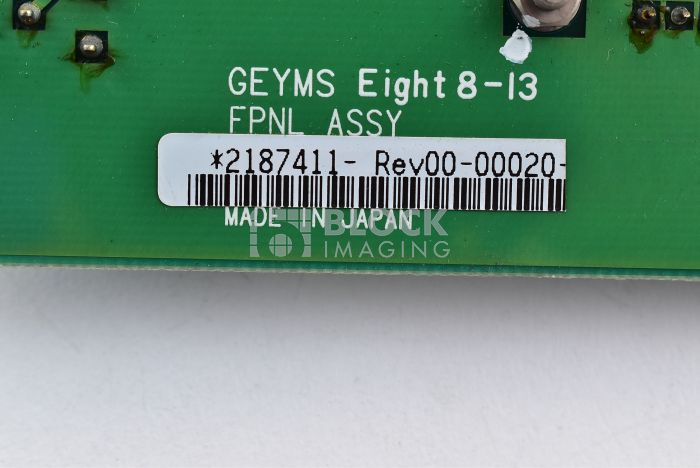 GEYMS Eight 8-13
FPNL ASSY
*2187411- Rev00-00020-
MADE IN JAPAN
BLOCK
IMAGING